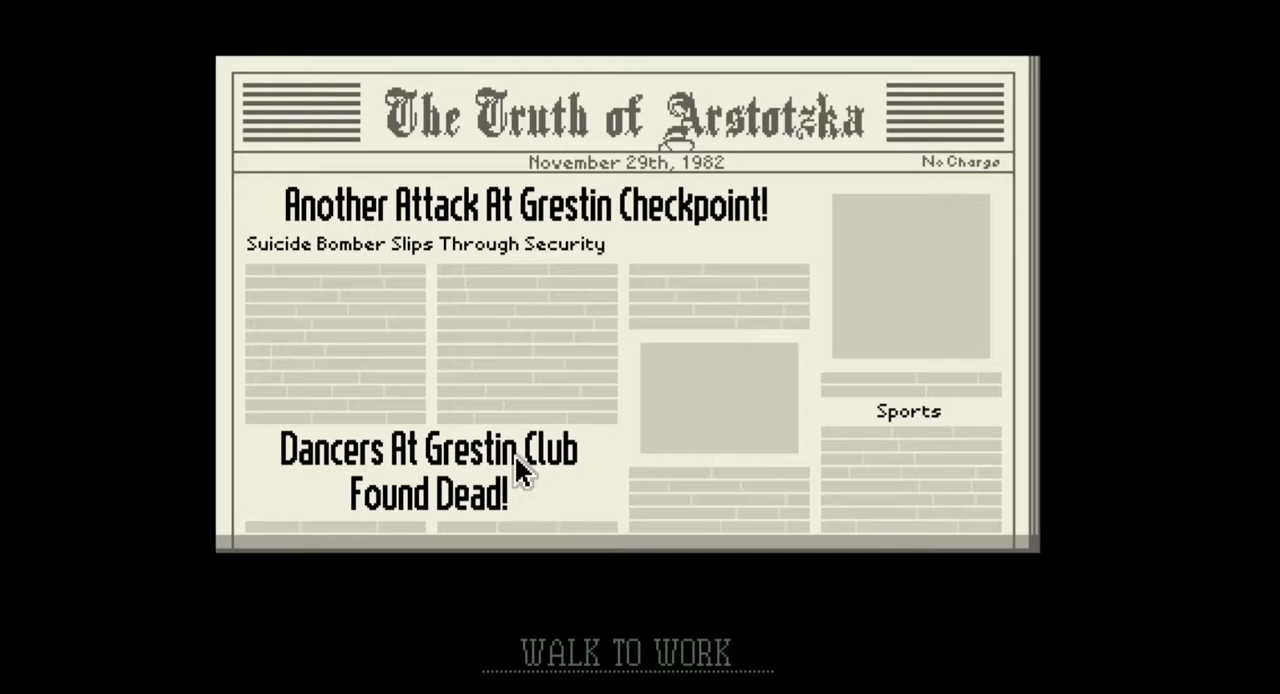 The Truth of Arstotzka
November 29th, 1982
No Charge
Another Attack At Grestin Checkpoint!
Suicide Bomber Slips Through Security
Sports
Dancers At Grestin Club
Found Dead!
WALK TO WORK